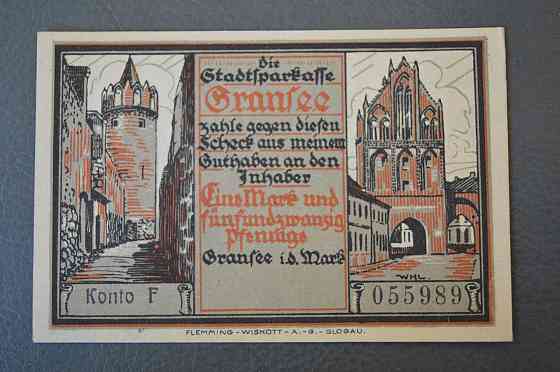 die
Stadtsparkasse
Gransee
zahle gegen diesen
Scheck aus meinem
Guthaben an den
Inhaber
Eine Mark und
fünfundzwanzig
Pfennige
Gransee i.d. Mark
Konto F
WHL.
055989
FLEMMING-WISKOTT-A.-G.-GLOGAU.